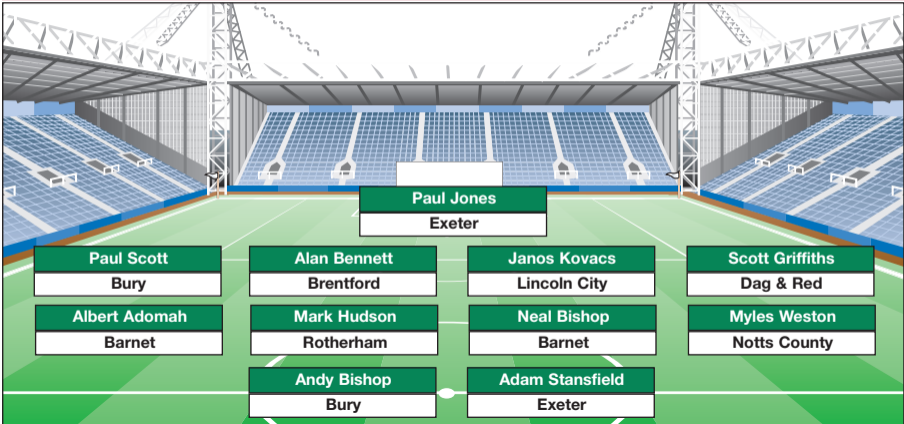 Paul Jones
Exeter
Paul Scott
Bury
Alan Bennett
Brentford
Janos Kovacs
Lincoln City
Scott Griffiths
Dag & Red
Albert Adomah
Barnet
Mark Hudson
Rotherham
Neal Bishop
Barnet
Myles Weston
Notts County
Andy Bishop
Bury
Adam Stansfield
Exeter